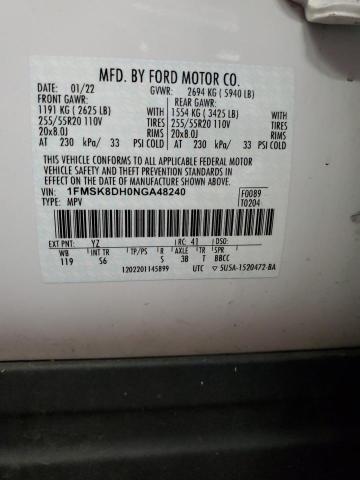 MFD. BY FORD MOTOR CO.
DATE: 01/22 GVWR: 2694 KG ( 5940 LB)
FRONT GAWR: REAR GAWR:
1191 KG ( 2625 LB) WITH 1554 KG ( 3425 LB) WITH
255/55R20 110V TIRES 255/55R20 110V TIRES
20x8.0J RIMS 20x8.0J RIMS
AT 230 kPa/ 33 PSI COLD AT 230 kPa/ 33 PSI COLD
THIS VEHICLE CONFORMS TO ALL APPLICABLE FEDERAL MOTOR
VEHICLE SAFETY AND THEFT PREVENTION STANDARDS IN EFFECT
ON THE DATE OF MANUFACTURE SHOWN ABOVE.
VIN: 1FMSK8DH0NGA48240 F0089
TYPE: MPV T0204
EXT PNT: YZ RC: 41 DSO:
WB INT TR TP/PS R AXLE TR SPR
119 S6 S 3B T BBCC
1202201145899 UTC 5U5A-1520472-BA